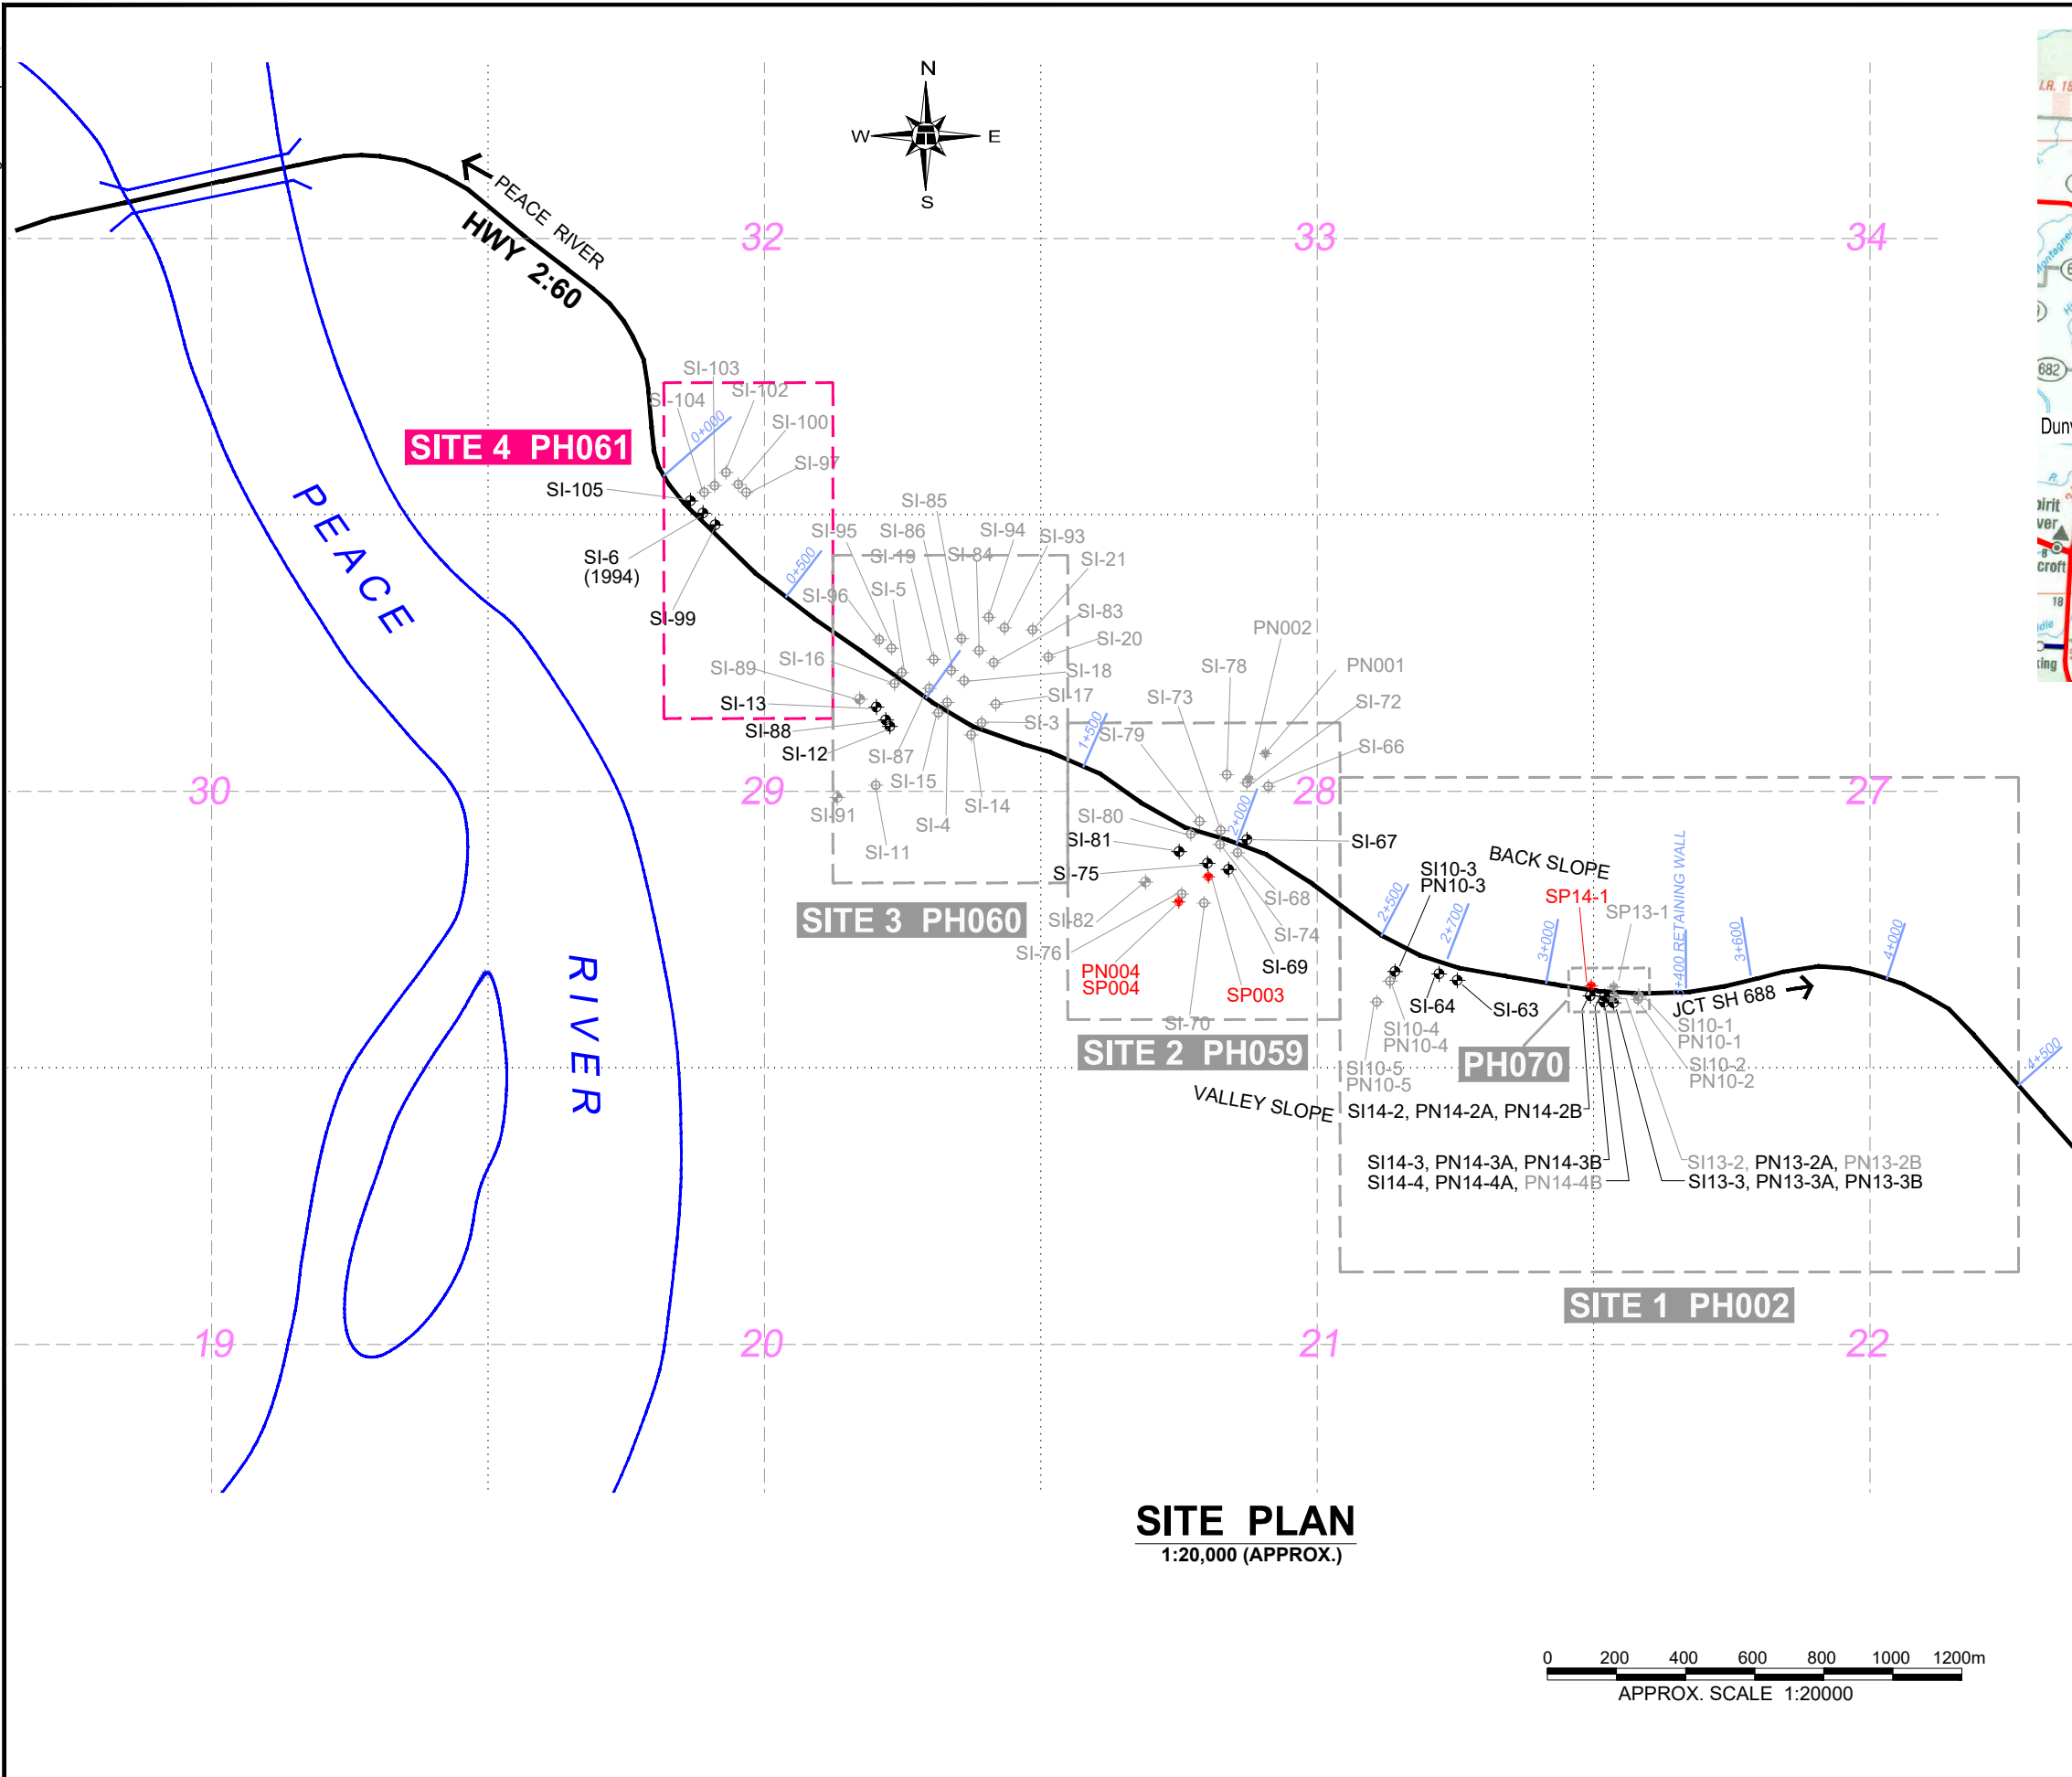 N
W
E
S
PEACE RIVER
HWY 2:60
32
33
34
SI-103
SI-102
SI-104
SI-100
0+000
SITE 4 PH061
SI-97
SI-105
SI-6
(1994)
SI-99
PEACE
RIVER
0+500
SI-85
SI-95
SI-86
SI-94
SI-93
SI-19
SI-84
SI-21
SI-96
SI-5
SI-83
SI-20
SI-89
SI-16
SI-18
SI-13
SI-17
SI-88
SI-3
SI-12
SI-87
SI-15
SI-14
SI-91
SI-4
SI-11
SITE 3 PH060
PN002
SI-78
PN001
SI-73
SI-72
1+500
SI-79
SI-66
30
29
28
27
2+000
SI-80
SI-81
SI-67
SI-75
SI-68
SI-82
SI-74
SI-76
SI-69
PN004
SP004
SP003
SI-70
SITE 2 PH059
BACK SLOPE
SI10-3
PN10-3
SP14-1
SP13-1
2+500
2+700
3+000
3+400 RETAINING WALL
3+600
4+000
4+500
SI-64
SI-63
JCT SH 688
SI10-4
PN10-4
SI10-1
PN10-1
PH070
SI10-5
PN10-5
SI10-2
PN10-2
VALLEY SLOPE
SI14-2, PN14-2A, PN14-2B
SI14-3, PN14-3A, PN14-3B
SI13-2, PN13-2A, PN13-2B
SI14-4, PN14-4A, PN14-4B
SI13-3, PN13-3A, PN13-3B
SITE 1 PH002
19
20
21
22
SITE PLAN
1:20,000 (APPROX.)
0 200 400 600 800 1000 1200m
APPROX. SCALE 1:20000
I.R. 18
682
Dunv
R.
pirit
ver
8
croft
18